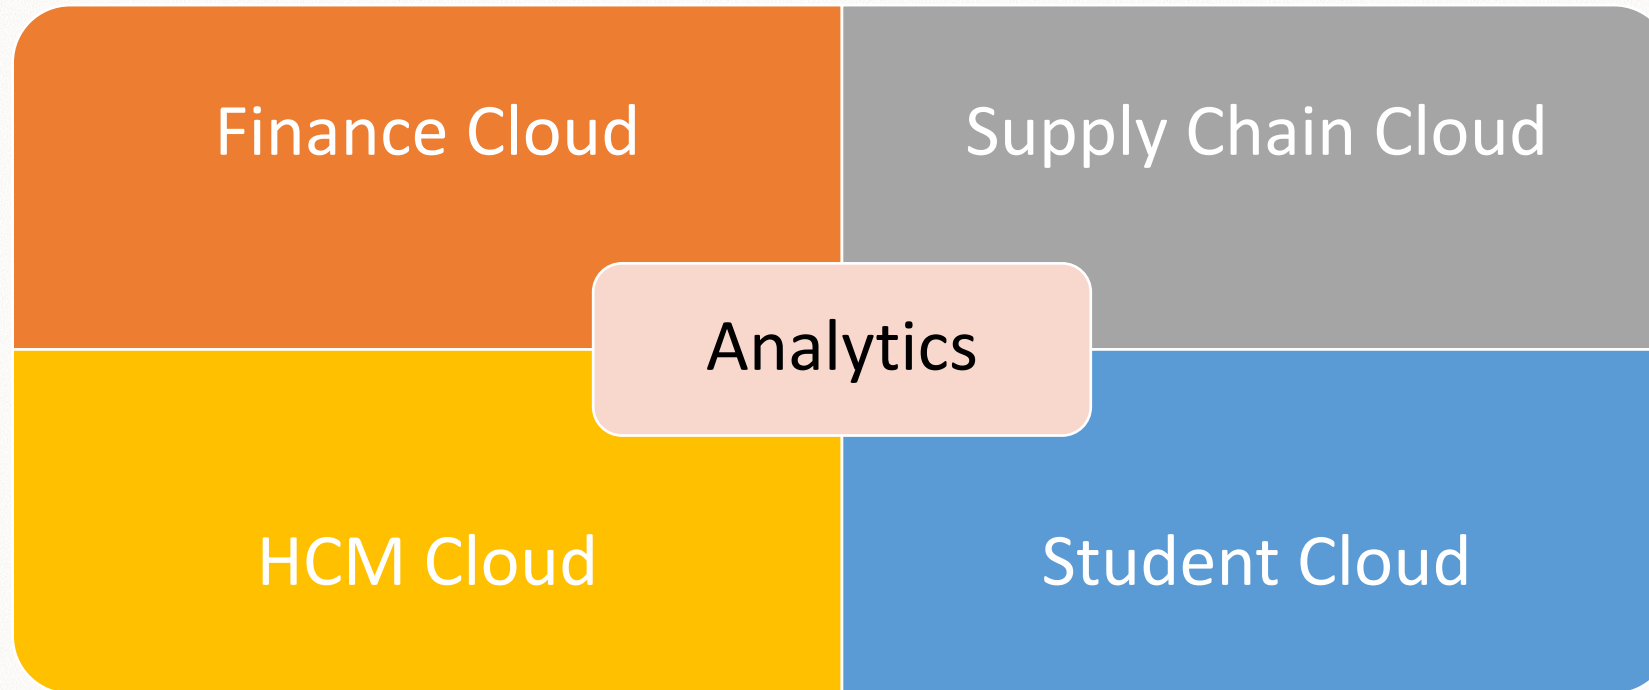 Finance Cloud
Supply Chain Cloud
Analytics
HCM Cloud
Student Cloud